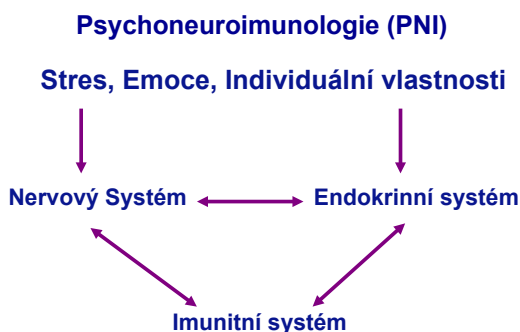 Psychoneuroimunologie (PNI)
Stres, Emoce, Individuální vlastnosti
Nervový Systém
Endokrinní systém
Imunitní systém